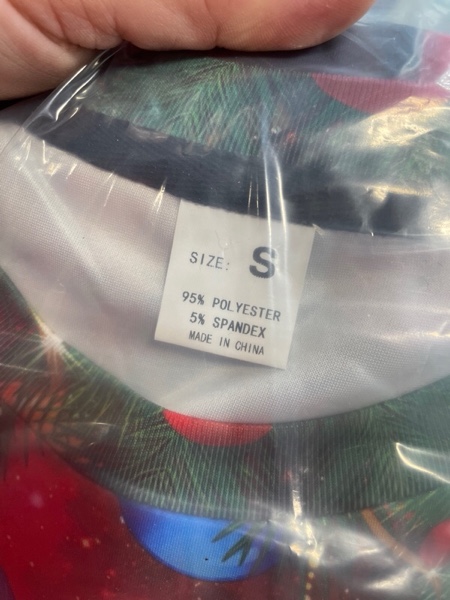 SIZE: S
95% POLYESTER
5% SPANDEX
MADE IN CHINA